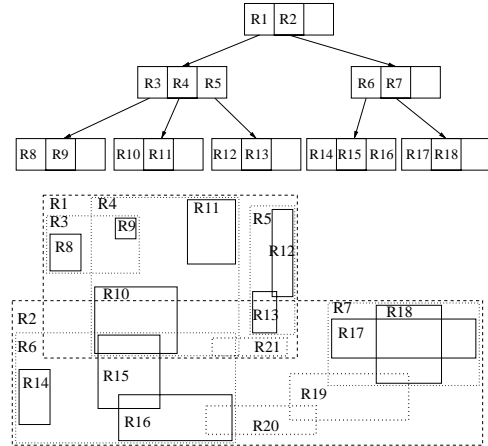 R1 R2
R3 R4 R5
R6 R7
R8 R9
R10 R11
R12 R13
R14 R15 R16
R17 R18
R1 R4
R11
R3
R9
R5
R8
R12
R10
R13
R7
R18
R2
R17
R6
R21
R14
R15
R19
R16
R20